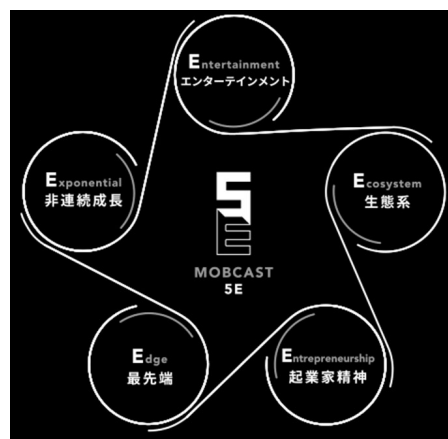 Entertainment
エンターテインメント
Exponential
非連続成長
Ecosystem
生態系
5E
MOBCAST
5E
Edge
最先端
Entrepreneurship
起業家精神